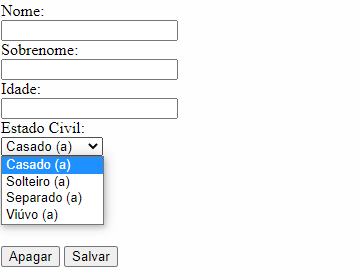 Nome:
Sobrenome:
Idade:
Estado Civil:
Casado (a)
Casado (a)
Solteiro (a)
Separado (a)
Viúvo (a)
Apagar Salvar